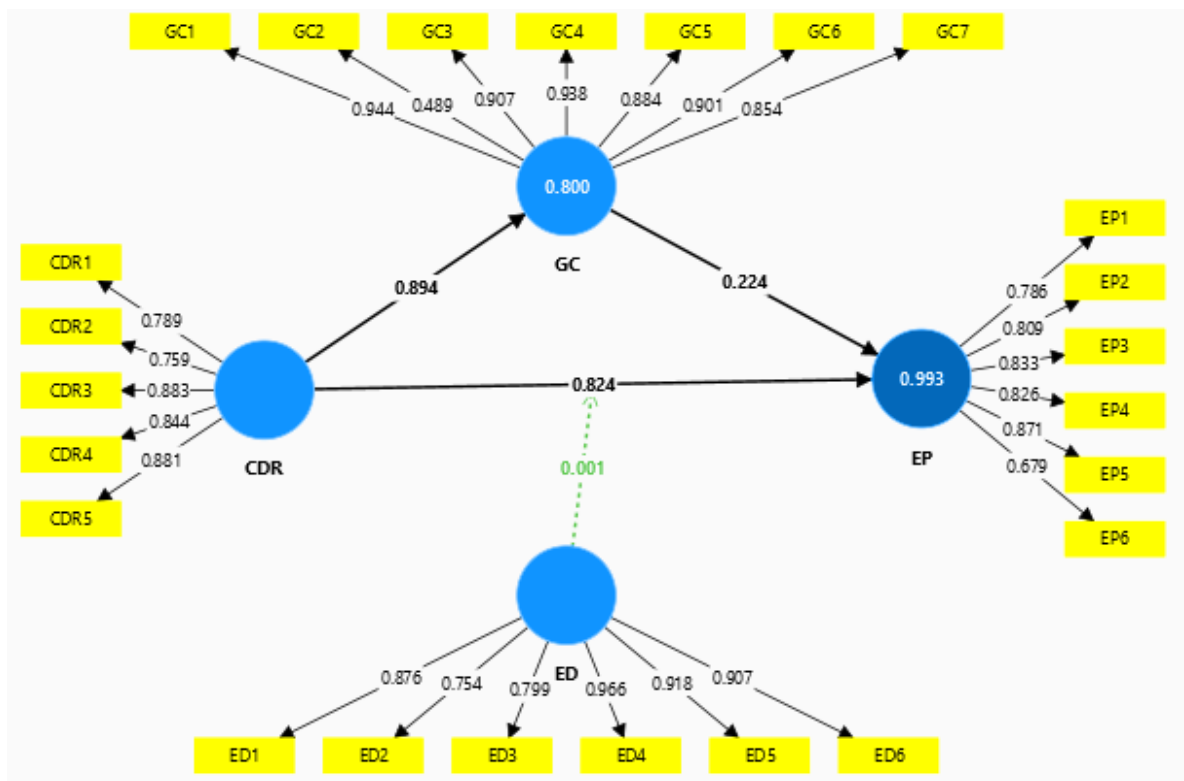 GC1 GC2 GC3 GC4 GC5 GC6 GC7
0.944 0.489 0.907 0.938 0.884 0.901 0.854
0.800
GC
CDR1
CDR2
CDR3
CDR4
CDR5
0.789
0.759
0.883
0.844
0.881
CDR
0.894
0.224
0.824
0.001
EP1
EP2
EP3
EP4
EP5
EP6
0.786
0.809
0.833
0.826
0.871
0.679
0.993
EP
ED
0.876 0.754 0.799 0.966 0.918 0.907
ED1 ED2 ED3 ED4 ED5 ED6